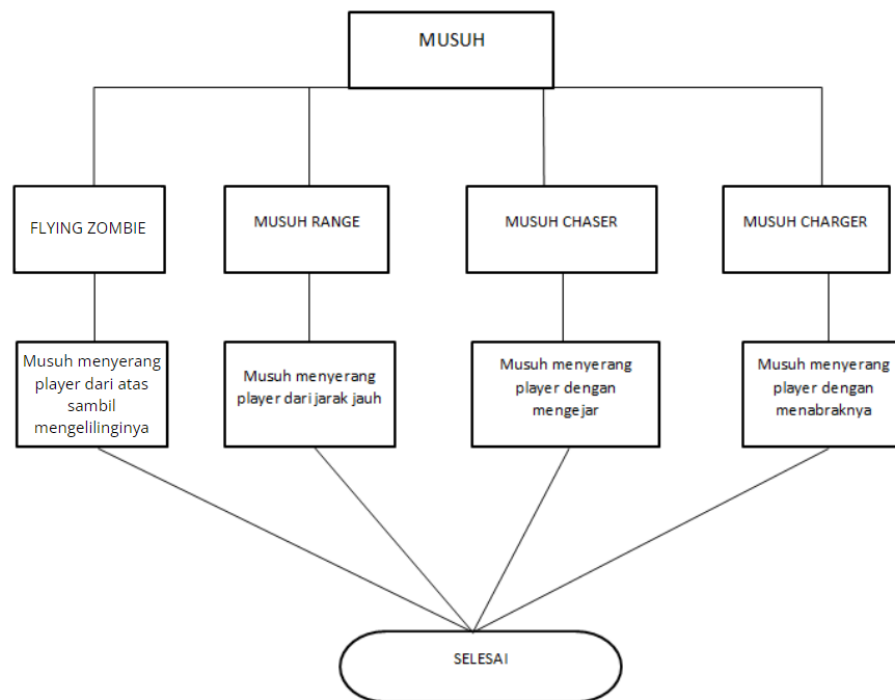 MUSUH
FLYING ZOMBIE
MUSUH RANGE
MUSUH CHASER
MUSUH CHARGER
Musuh menyerang
player dari atas
sambil
mengelilinginya
Musuh menyerang
player dari jarak jauh
Musuh menyerang
player dengan
mengejar
Musuh menyerang
player dengan
menabraknya
SELESAI